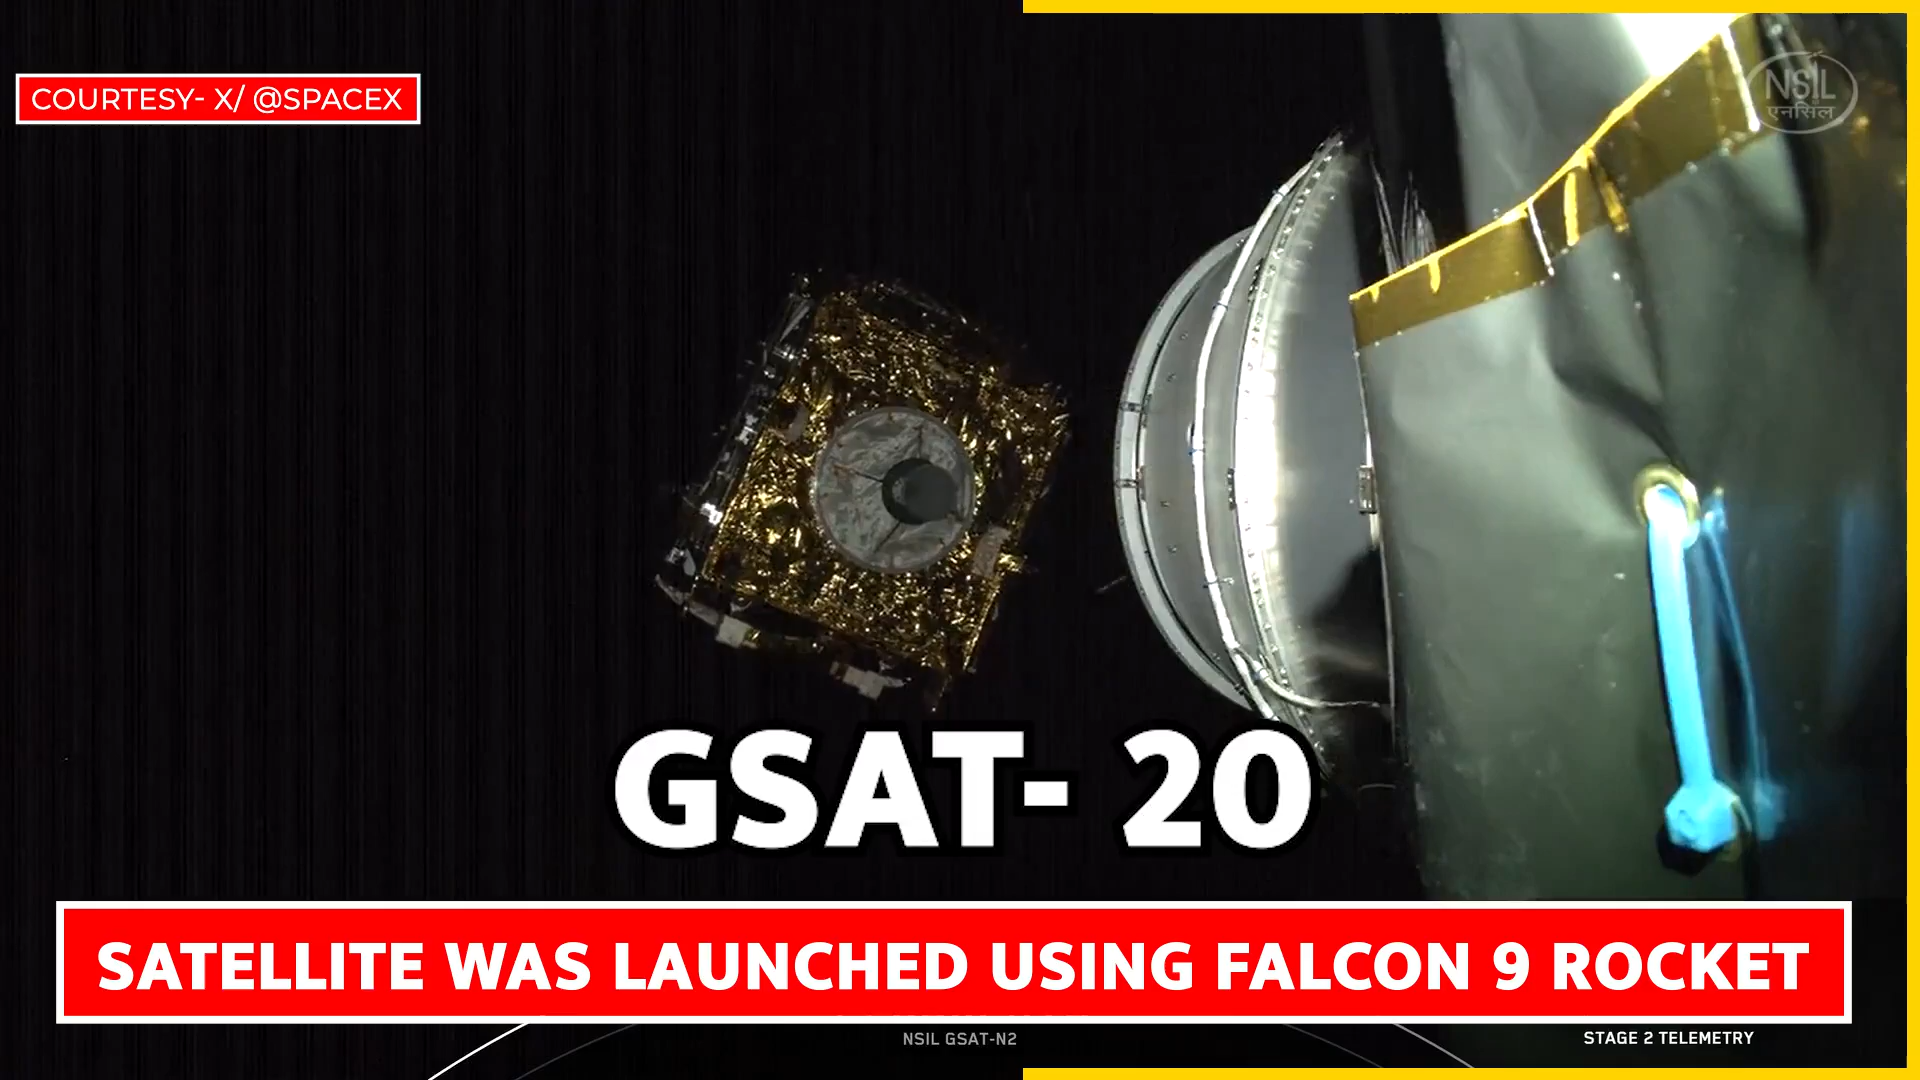 COURTESY- X/ @SPACEX
NSIL
एनसिल
GSAT- 20
SATELLITE WAS LAUNCHED USING FALCON 9 ROCKET
NSIL GSAT-N2
STAGE 2 TELEMETRY